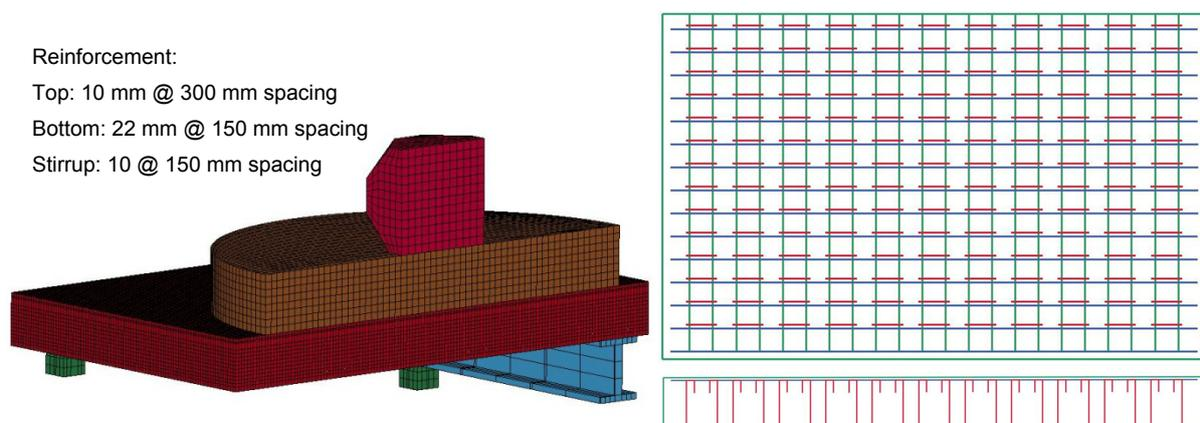 Reinforcement:
Top: 10 mm @ 300 mm spacing
Bottom: 22 mm @ 150 mm spacing
Stirrup: 10 @ 150 mm spacing